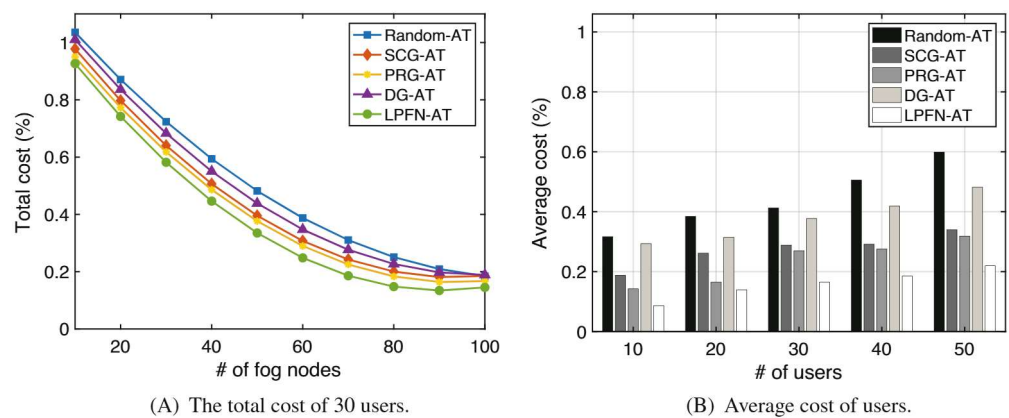 Total cost (%)
1
0.8
0.6
0.4
0.2
0
20
40
60
80
100
# of fog nodes
Random-AT
SCG-AT
PRG-AT
DG-AT
LPFN-AT
(A) The total cost of 30 users.
Average cost (%)
1
0.8
0.6
0.4
0.2
0
10
20
30
40
50
# of users
Random-AT
SCG-AT
PRG-AT
DG-AT
LPFN-AT
(B) Average cost of users.